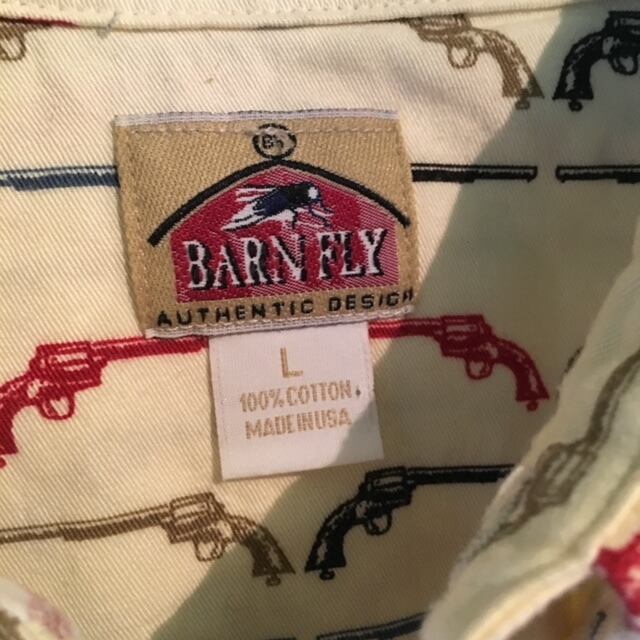 BARN FLY
AUTHENTIC DESIGN
L
100% COTTON
MADE IN USA